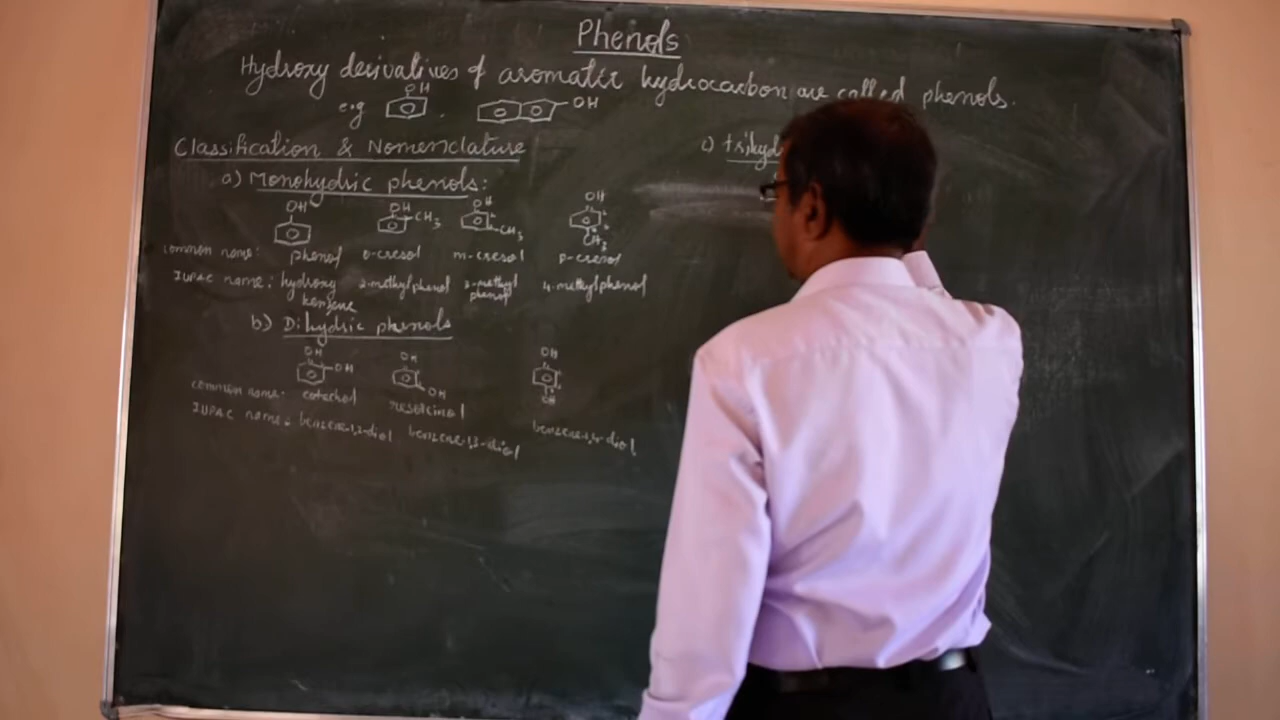 Phenols
Hydroxy derivatives of aromatic hydrocarbon are called phenols.
e.g OH OH
Classification & Nomenclature
a) Monohydric phenols:
OH OH CH3 OH CH3 OH CH3
common name: phenol o-cresol m-cresol p-cresol
IUPAC name: hydroxy benzene 2-methylphenol 3-methyl phenol 4-methylphenol
b) Dihydric phenols
OH OH OH OH OH OH
common name: catechol resorcinol
IUPAC name: benzene-1,2-diol benzene-1,3-diol benzene-1,4-diol
c) trihyd